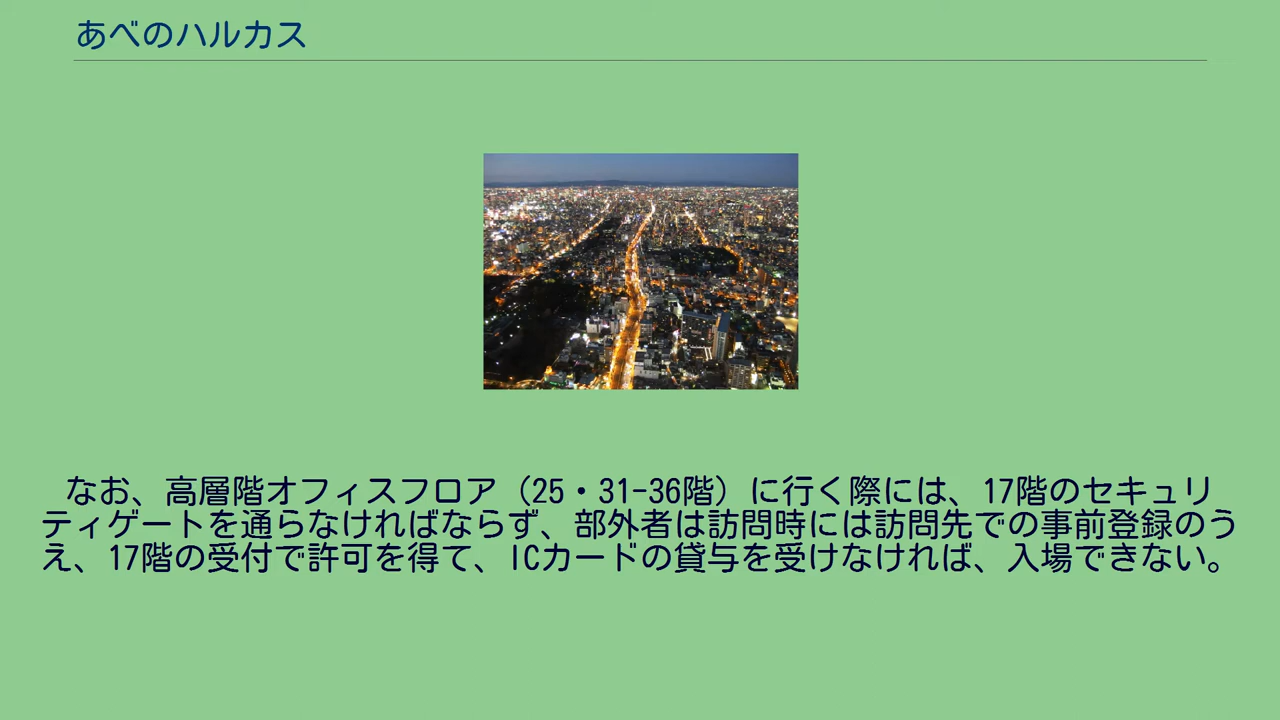 あべのハルカス
なお、高層階オフィスフロア（25・31-36階）に行く際には、17階のセキュリ
ティゲートを通らなければならず、部外者は訪問時には訪問先での事前登録のう
え、17階の受付で許可を得て、ICカードの貸与を受けなければ、入場できない。